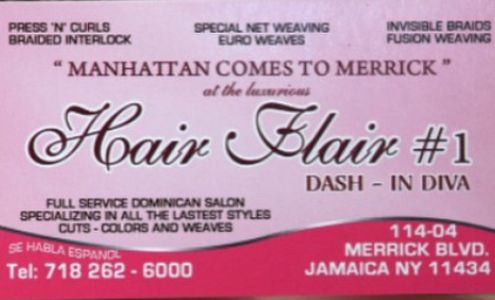 PRESS 'N' CURLS
BRAIDED INTERLOCK
SPECIAL NET WEAVING
EURO WEAVES
INVISIBLE BRAIDS
FUSION WEAVING
" MANHATTAN COMES TO MERRICK "
at the luxurious
Hair Flair #1
DASH - IN DIVA
FULL SERVICE DOMINICAN SALON
SPECIALIZING IN ALL THE LASTEST STYLES
CUTS - COLORS AND WEAVES
SE HABLA ESPANOL
Tel: 718 262 - 6000
114-04
MERRICK BLVD.
JAMAICA NY 11434